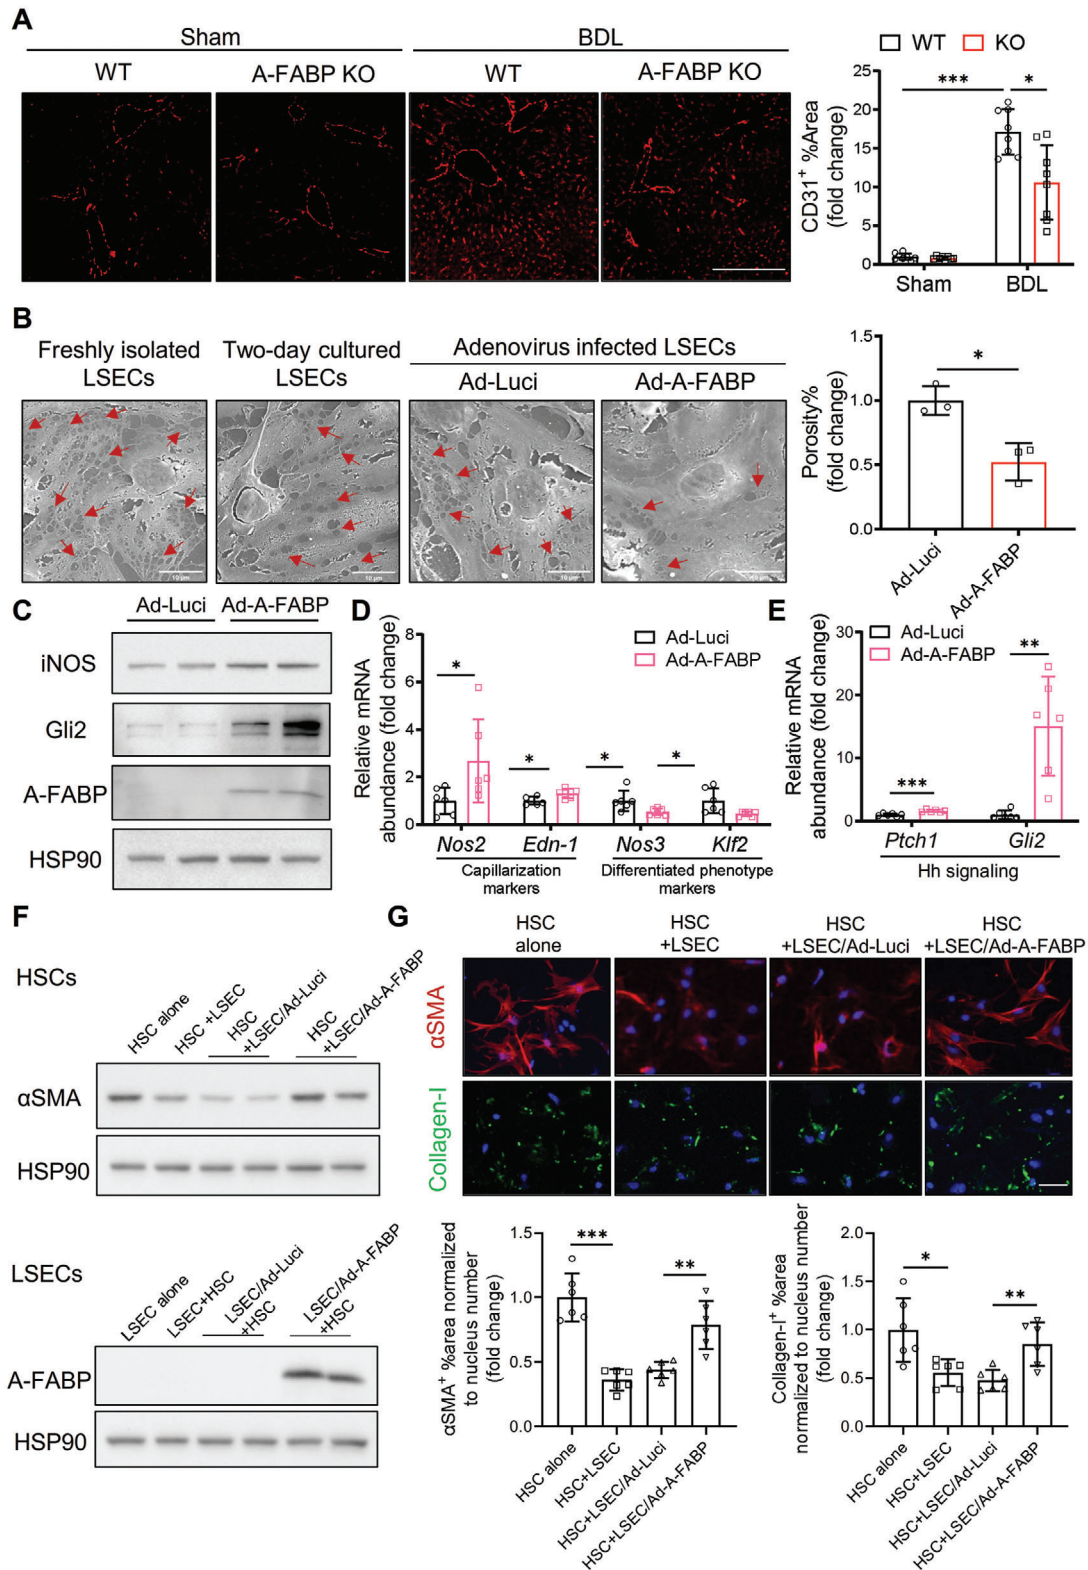 A
Sham
BDL
WT
A-FABP KO
WT
A-FABP KO
WT
KO
CD31⁺ %Area
(fold change)
25
20
15
10
5
0
***
*
Sham
BDL
B
Freshly isolated
LSECs
Two-day cultured
LSECs
Adenovirus infected LSECs
Ad-Luci
Ad-A-FABP
10 μm
10 μm
10 μm
10 μm
Porosity%
(fold change)
1.5
1.0
0.5
0.0
*
Ad-Luci
Ad-A-FABP
C
Ad-Luci
Ad-A-FABP
iNOS
Gli2
A-FABP
HSP90
D
Relative mRNA
abundance (fold change)
8
6
4
2
0
Ad-Luci
Ad-A-FABP
*
*
*
*
Nos2
Edn-1
Nos3
Klf2
Capillarization
markers
Differentiated phenotype
markers
E
Relative mRNA
abundance (fold change)
30
20
10
0
Ad-Luci
Ad-A-FABP
***
**
Ptch1
Gli2
Hh signaling
F
HSCs
HSC alone
HSC +LSEC
HSC
+LSEC/Ad-Luci
HSC
+LSEC/Ad-A-FABP
αSMA
HSP90
LSECs
LSEC alone
LSEC+HSC
LSEC/Ad-Luci
+HSC
LSEC/Ad-A-FABP
+HSC
A-FABP
HSP90
G
HSC
alone
HSC
+LSEC
HSC
+LSEC/Ad-Luci
HSC
+LSEC/Ad-A-FABP
αSMA
Collagen-I
αSMA⁺ %area normalized
to nucleus number
(fold change)
1.5
1.0
0.5
0.0
***
**
HSC alone
HSC+LSEC
HSC+LSEC/Ad-Luci
HSC+LSEC/Ad-A-FABP
Collagen-I⁺ %area
normalized to nucleus number
(fold change)
2.0
1.5
1.0
0.5
0.0
*
**
HSC alone
HSC+LSEC
HSC+LSEC/Ad-Luci
HSC+LSEC/Ad-A-FABP